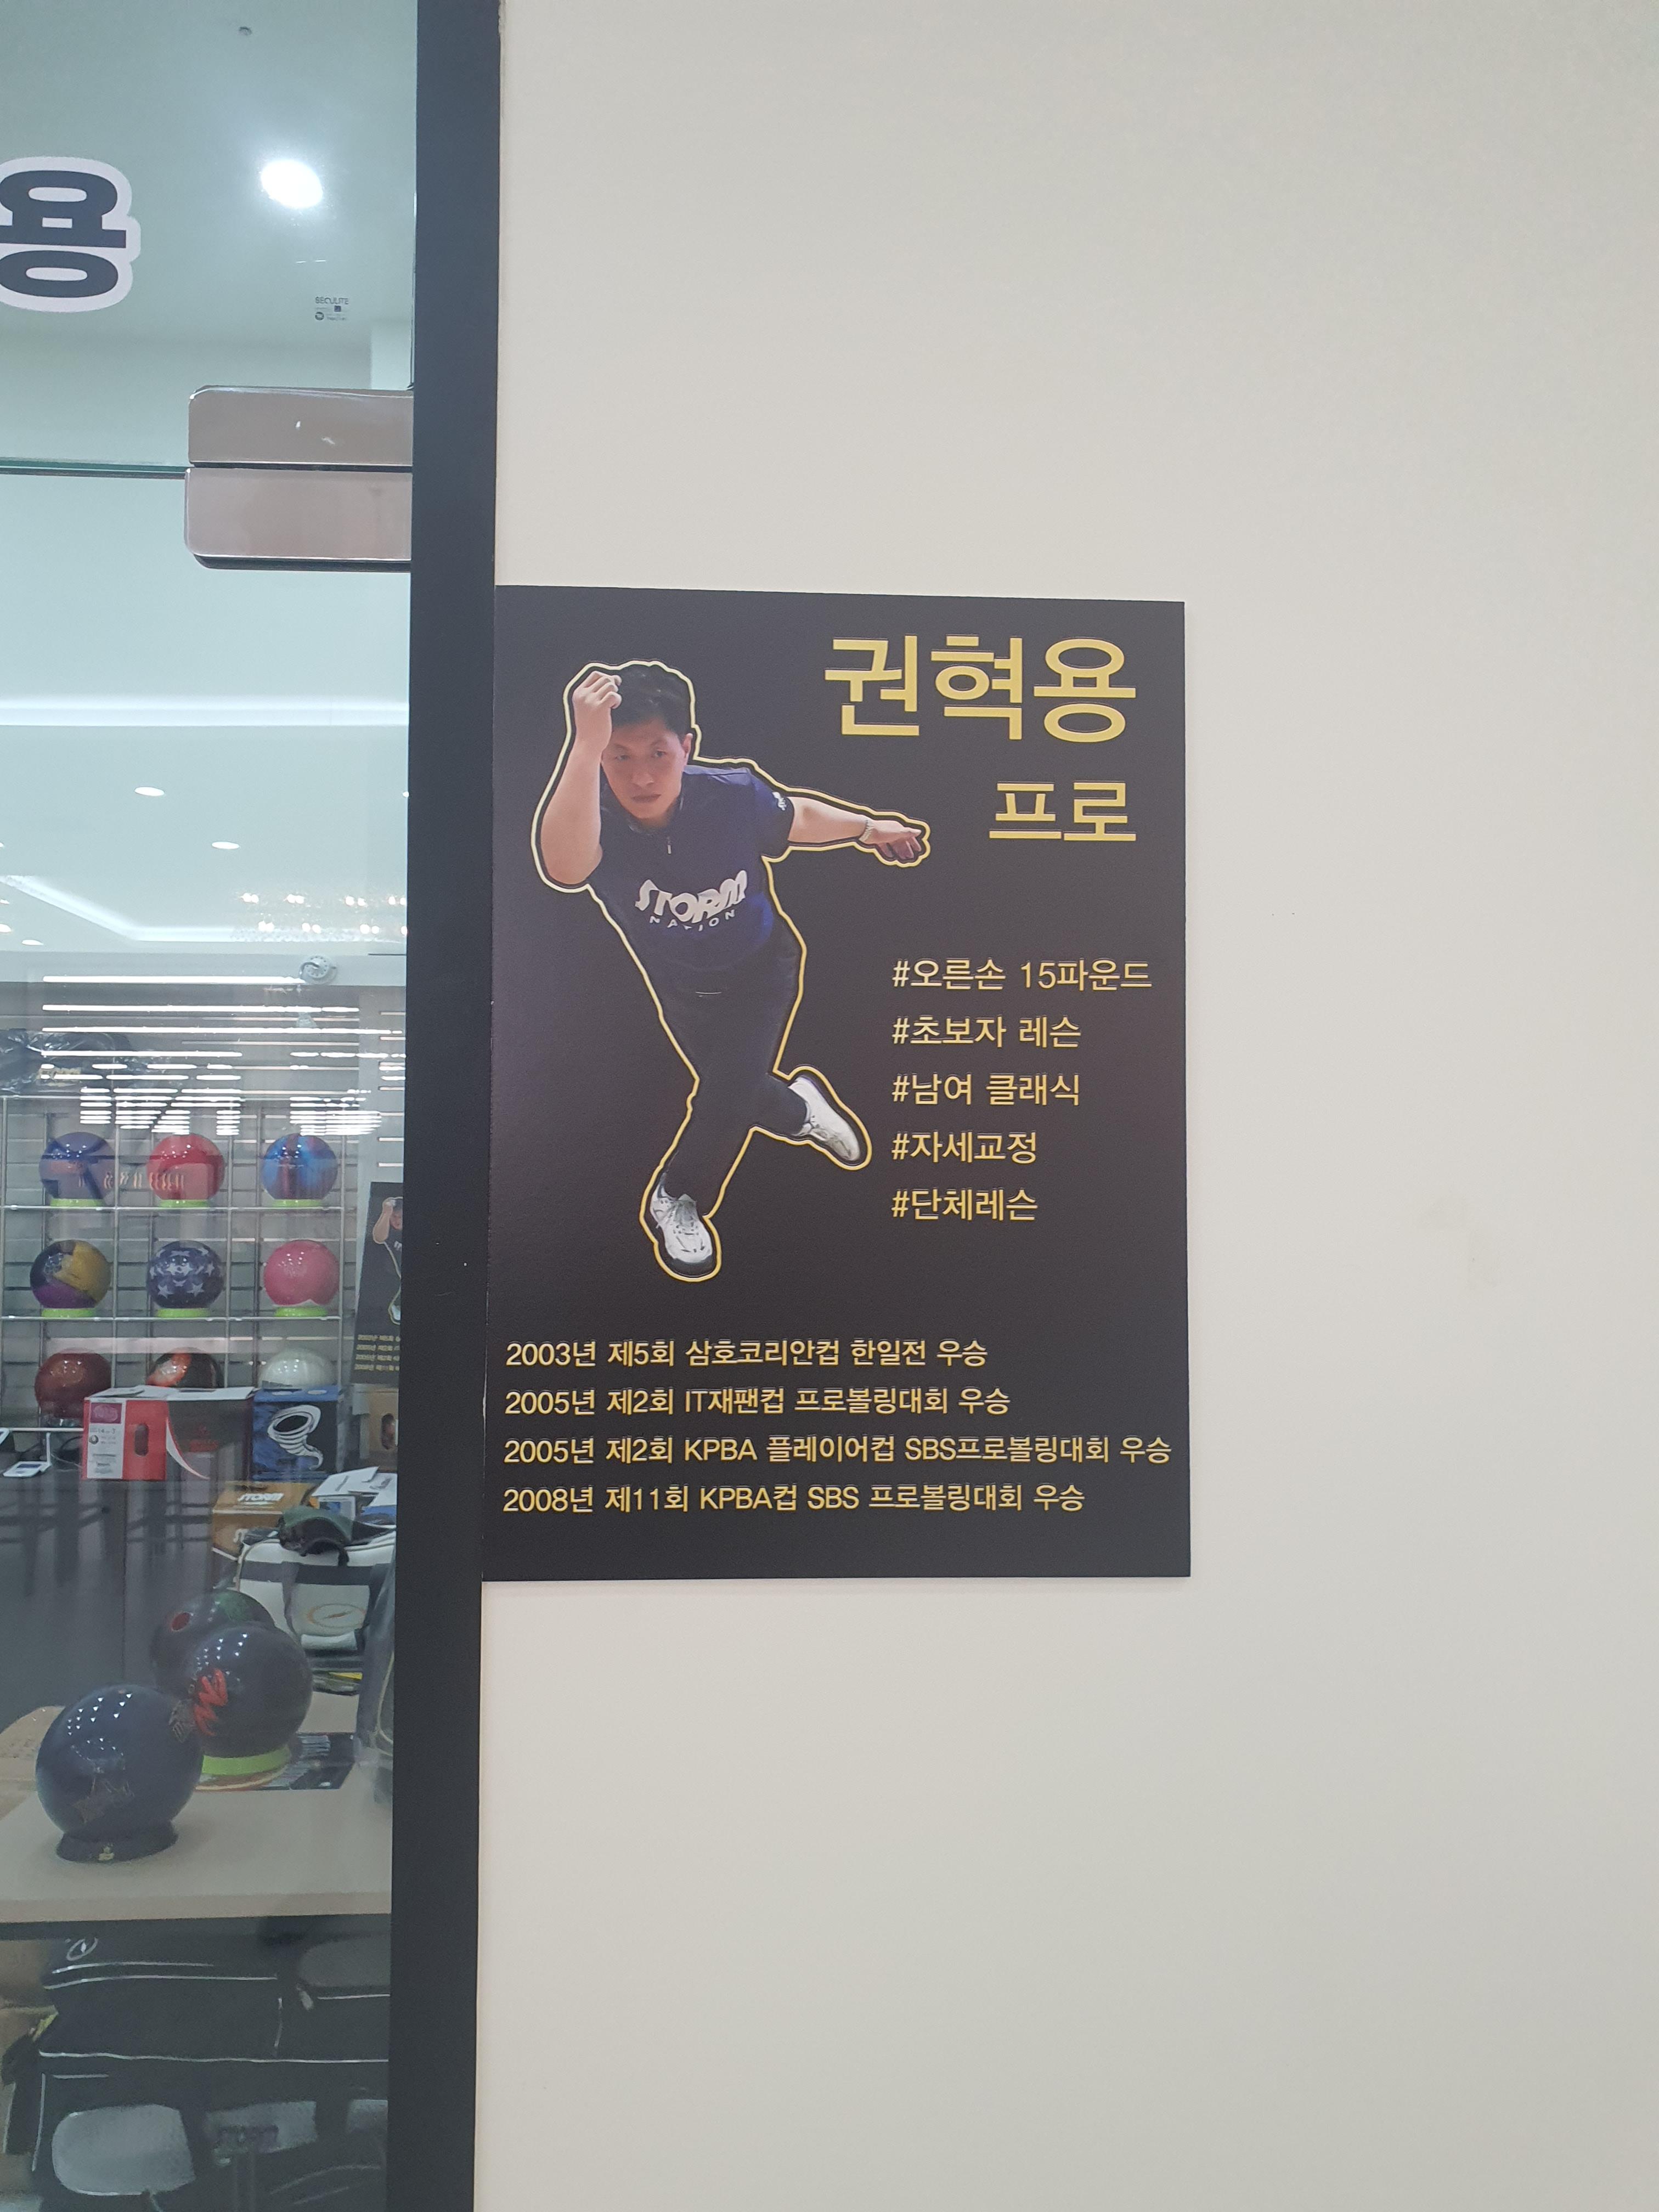 용
SECULITE
권혁용
프로
STORM
NATION
#오른손 15파운드
#초보자 레슨
#남여 클래식
#자세교정
#단체레슨
2003년 제5회 삼호코리안컵 한일전 우승
2005년 제2회 IT재팬컵 프로볼링대회 우승
2005년 제2회 KPBA 플레이어컵 SBS프로볼링대회 우승
2008년 제11회 KPBA컵 SBS 프로볼링대회 우승
STORM